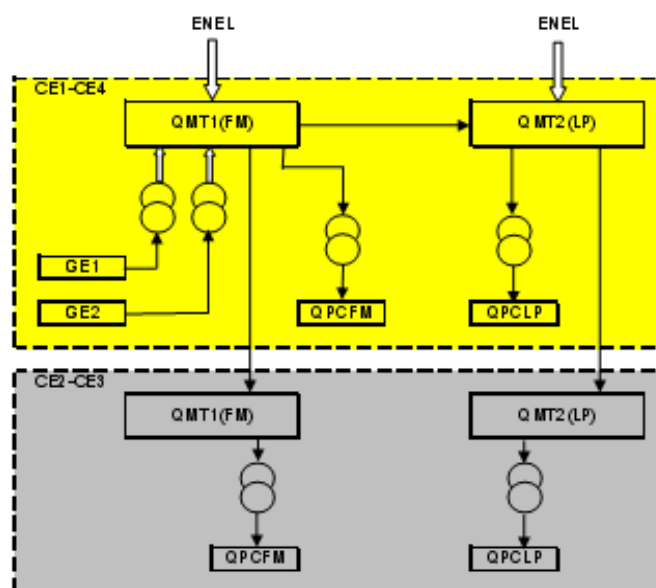 ENEL
ENEL
CE1-CE4
QMT1(FM)
QMT2(LP)
GE1
GE2
QPCFM
QPCLP
CE2-CE3
QMT1(FM)
QMT2(LP)
QPCFM
QPCLP